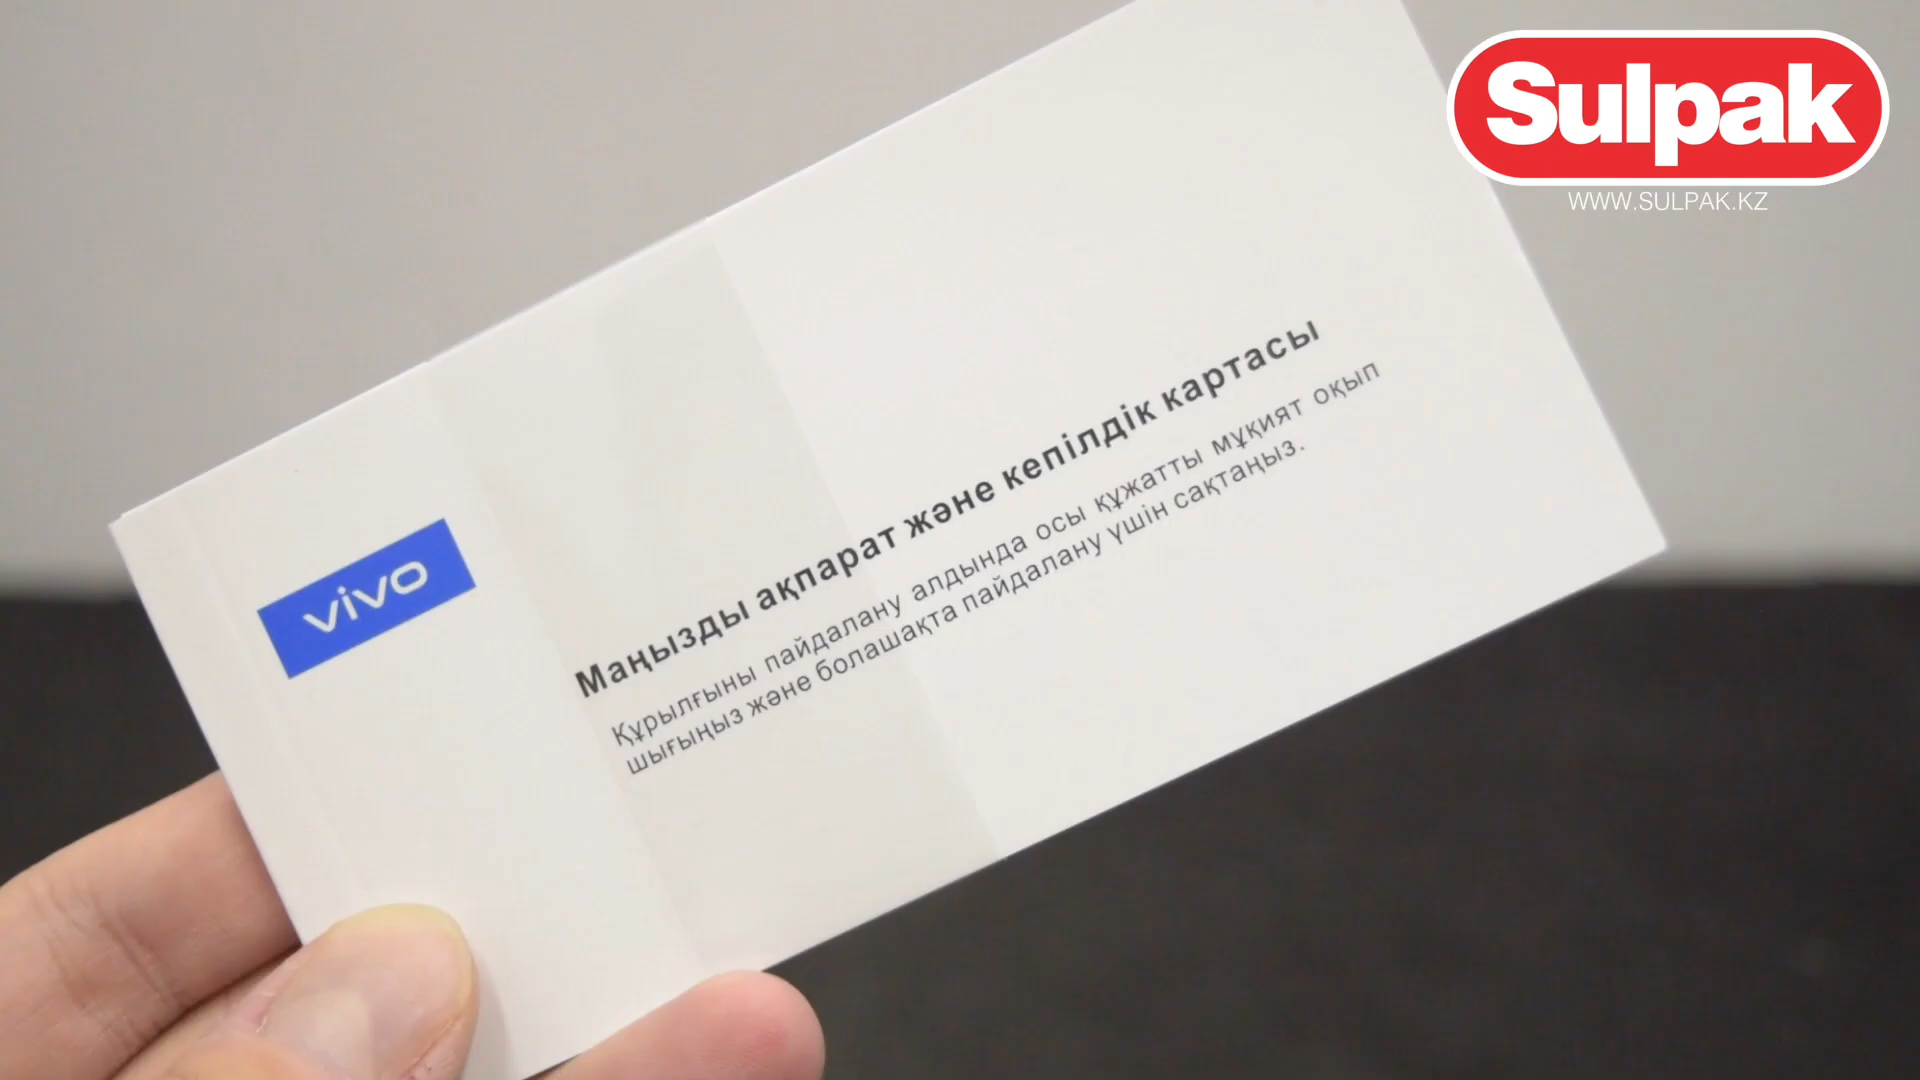 Sulpak
WWW.SULPAK.KZ
vivo
Маңызды ақпарат және кепілдік картасы
Құрылғыны пайдалану алдында осы құжатты мұқият оқып
шығыңыз және болашақта пайдалану үшін сақтаңыз.